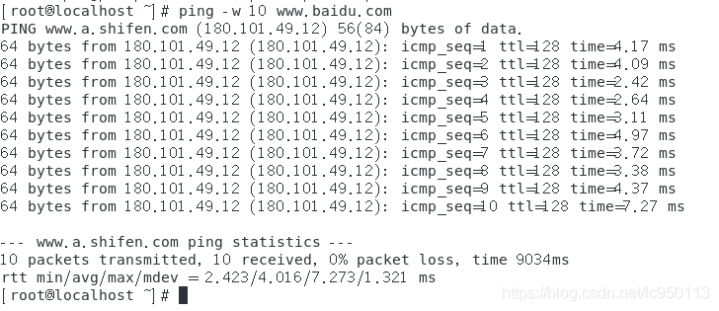 [root@localhost ~]# ping -w 10 www.baidu.com
PING www.a.shifen.com (180.101.49.12) 56(84) bytes of data.
64 bytes from 180.101.49.12 (180.101.49.12): icmp_seq=1 ttl=128 time=4.17 ms
64 bytes from 180.101.49.12 (180.101.49.12): icmp_seq=2 ttl=128 time=4.09 ms
64 bytes from 180.101.49.12 (180.101.49.12): icmp_seq=3 ttl=128 time=2.42 ms
64 bytes from 180.101.49.12 (180.101.49.12): icmp_seq=4 ttl=128 time=2.64 ms
64 bytes from 180.101.49.12 (180.101.49.12): icmp_seq=5 ttl=128 time=3.11 ms
64 bytes from 180.101.49.12 (180.101.49.12): icmp_seq=6 ttl=128 time=4.97 ms
64 bytes from 180.101.49.12 (180.101.49.12): icmp_seq=7 ttl=128 time=3.72 ms
64 bytes from 180.101.49.12 (180.101.49.12): icmp_seq=8 ttl=128 time=3.38 ms
64 bytes from 180.101.49.12 (180.101.49.12): icmp_seq=9 ttl=128 time=4.37 ms
64 bytes from 180.101.49.12 (180.101.49.12): icmp_seq=10 ttl=128 time=7.27 ms

--- www.a.shifen.com ping statistics ---
10 packets transmitted, 10 received, 0% packet loss, time 9034ms
rtt min/avg/max/mdev = 2.423/4.016/7.273/1.321 ms
[root@localhost ~]#
https://blog.csdn.net/lc950113